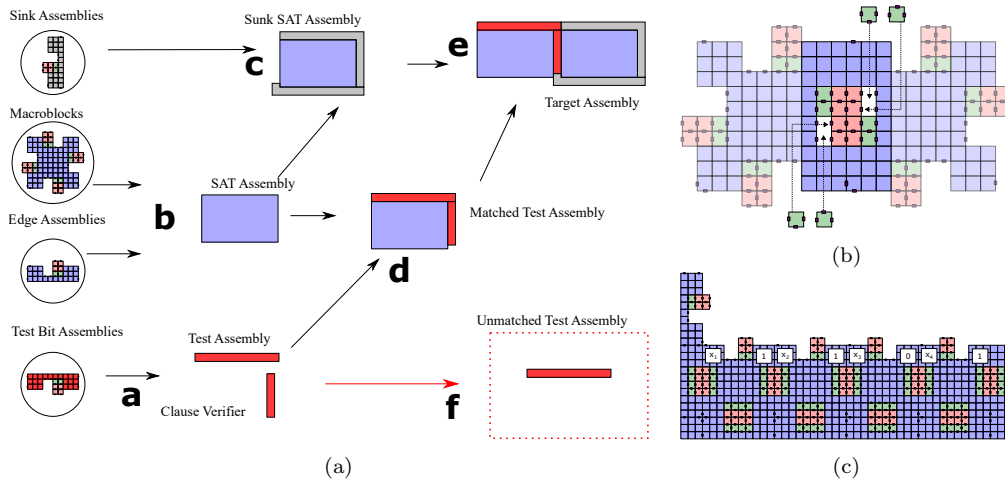 Sink Assemblies
Sunk SAT Assembly
c
e
Target Assembly
Macroblocks
SAT Assembly
b
Matched Test Assembly
Edge Assemblies
d
Test Bit Assemblies
Test Assembly
Unmatched Test Assembly
a
Clause Verifier
f
(a)
(b)
x₁ 1 x₂ 1 x₃ 0 x₄ 1
(c)